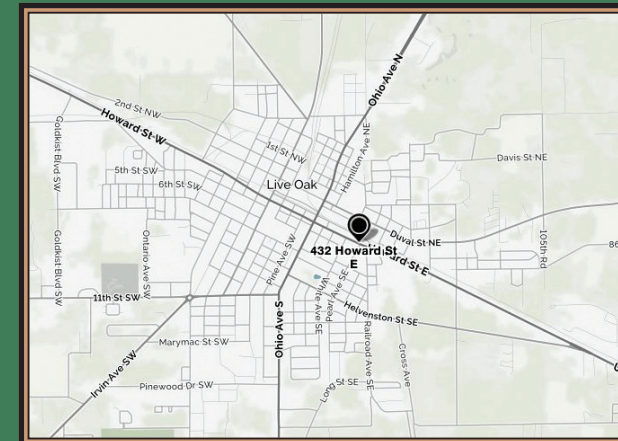 Ohio Ave N
2nd St NW
Howard St W
Goldkist Blvd SW
1st St NW
Hamilton Ave NE
Davis St NE
5th St SW
6th St SW
Live Oak
Duval St NE
432 Howard St
E
Howard St E
105th Rd
86
Goldkist Blvd SW
Ontario Ave SW
Pine Ave SW
White Ave SE
Pearl Ave SE
11th St SW
Helvenston St SE
Ohio Ave S
Marymac St SW
Railroad Ave SE
Cross Ave
Irvin Ave SW
Pinewood Dr SW
Long St SE